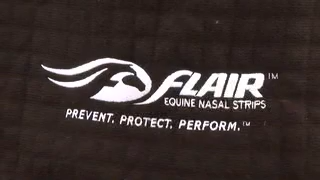 FLAIR™
EQUINE NASAL STRIPS
PREVENT. PROTECT. PERFORM.™